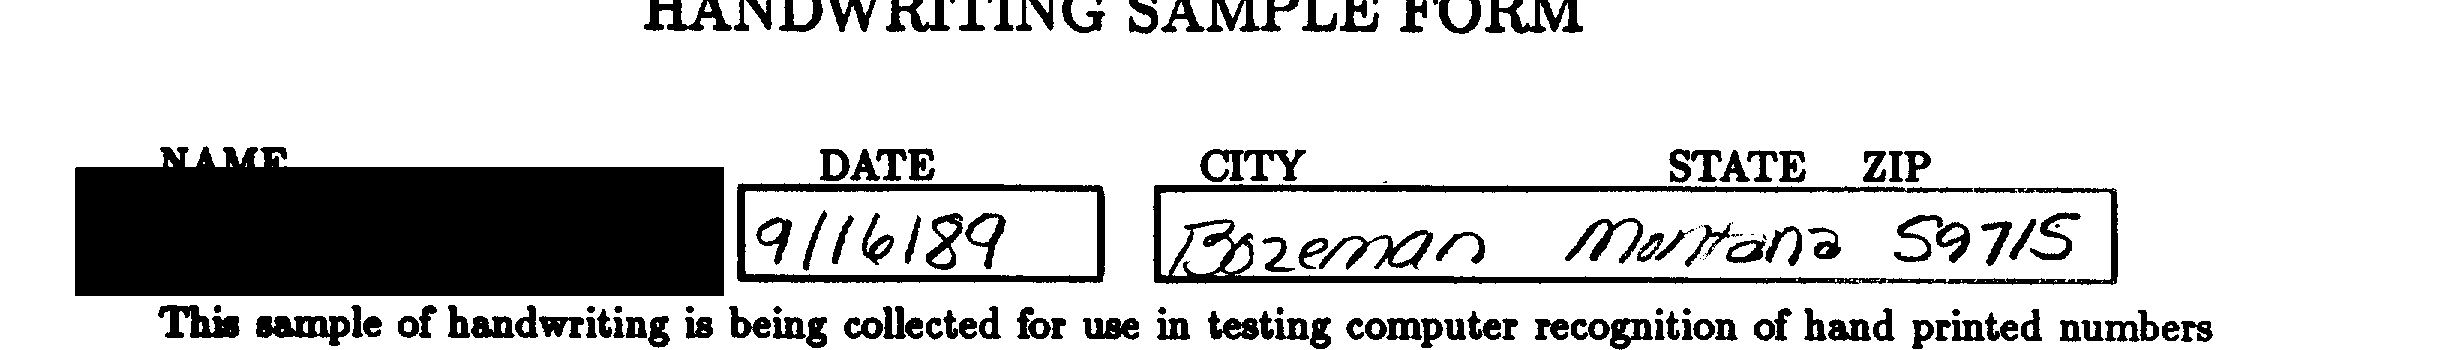 HANDWRITING SAMPLE FORM
NAME DATE CITY STATE ZIP
9/16/89 Bozeman Montana 59715
This sample of handwriting is being collected for use in testing computer recognition of hand printed numbers